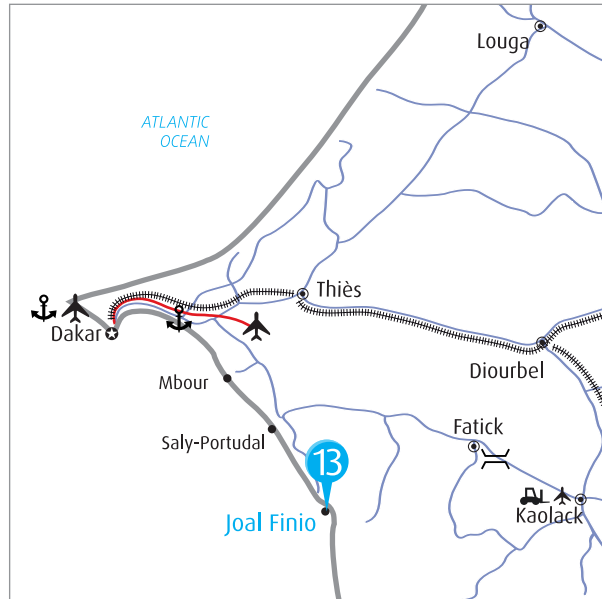 Louga
ATLANTIC
OCEAN
Thiès
Dakar
Diourbel
Mbour
Fatick
Saly-Portudal
13
Kaolack
Joal Finio